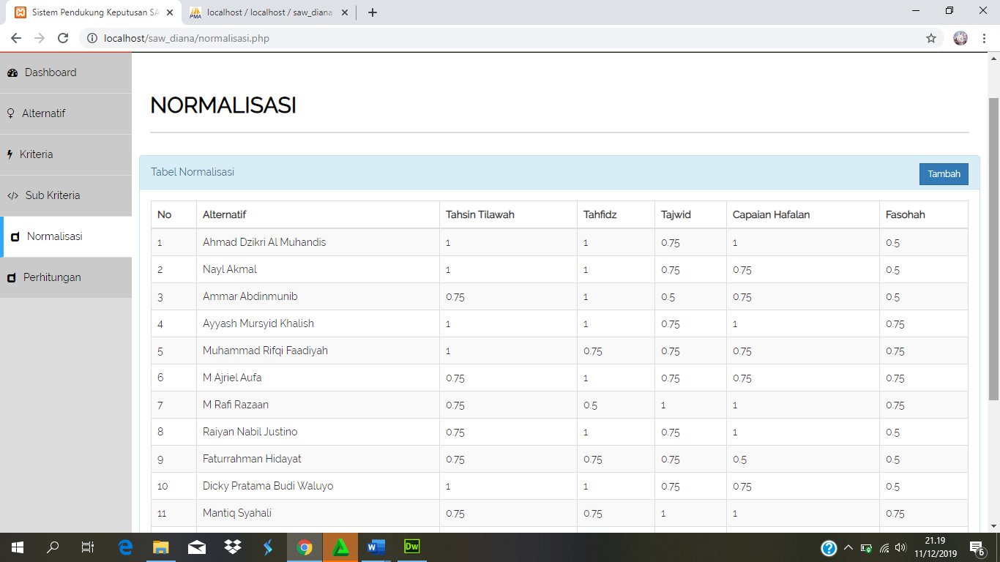 Sistem Pendukung Keputusan SA
localhost / localhost / saw_diana
localhost/saw_diana/normalisasi.php
Dashboard
Alternatif
Kriteria
Sub Kriteria
Normalisasi
Perhitungan
NORMALISASI
Tabel Normalisasi Tambah
No Alternatif Tahsin Tilawah Tahfidz Tajwid Capaian Hafalan Fasohah
1 Ahmad Dzikri Al Muhandis 1 1 0.75 1 0.5
2 Nayl Akmal 1 1 0.75 0.75 0.5
3 Ammar Abdinmunib 0.75 1 0.5 0.75 0.5
4 Ayyash Mursyid Khalish 1 1 0.75 1 0.75
5 Muhammad Rifqi Faadiyah 1 0.75 0.75 0.75 0.75
6 M Ajriel Aufa 0.75 1 0.75 0.75 0.75
7 M Rafi Razaan 0.75 0.5 1 1 0.75
8 Raiyan Nabil Justino 0.75 1 0.75 1 0.5
9 Faturrahman Hidayat 0.75 0.75 0.75 0.5 0.5
10 Dicky Pratama Budi Waluyo 1 1 0.75 0.75 0.5
11 Mantiq Syahali 0.75 0.75 1 1 0.75
Dw
21.19
11/12/2019
6